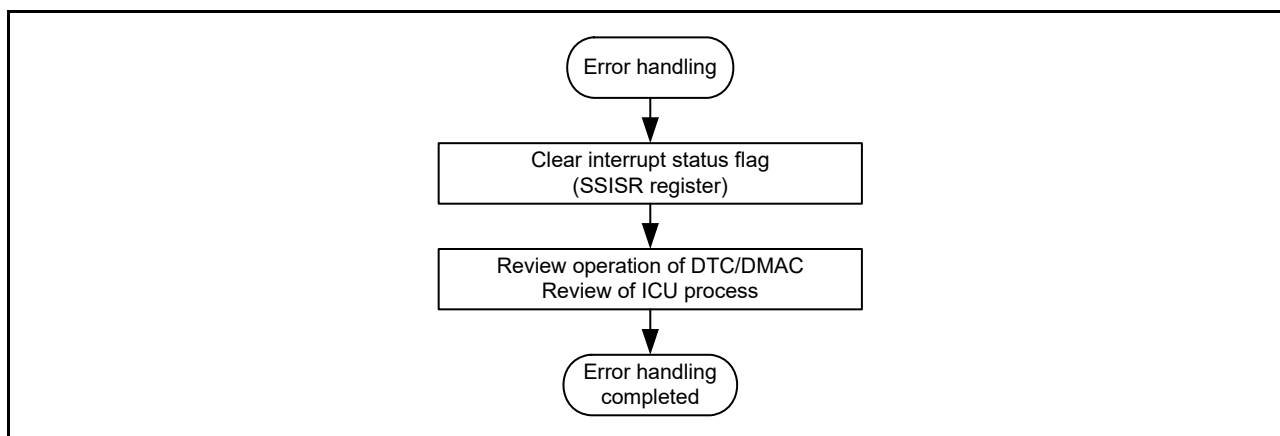 Error handling
Clear interrupt status flag
(SSISR register)
Review operation of DTC/DMAC
Review of ICU process
Error handling
completed